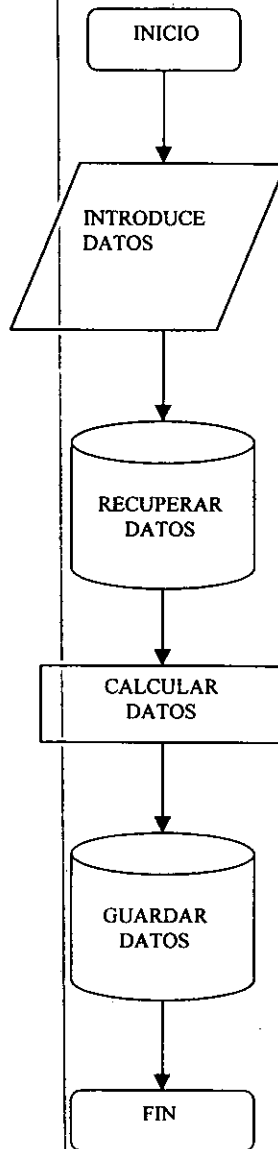 INICIO
INTRODUCE
DATOS
RECUPERAR
DATOS
CALCULAR
DATOS
GUARDAR
DATOS
FIN